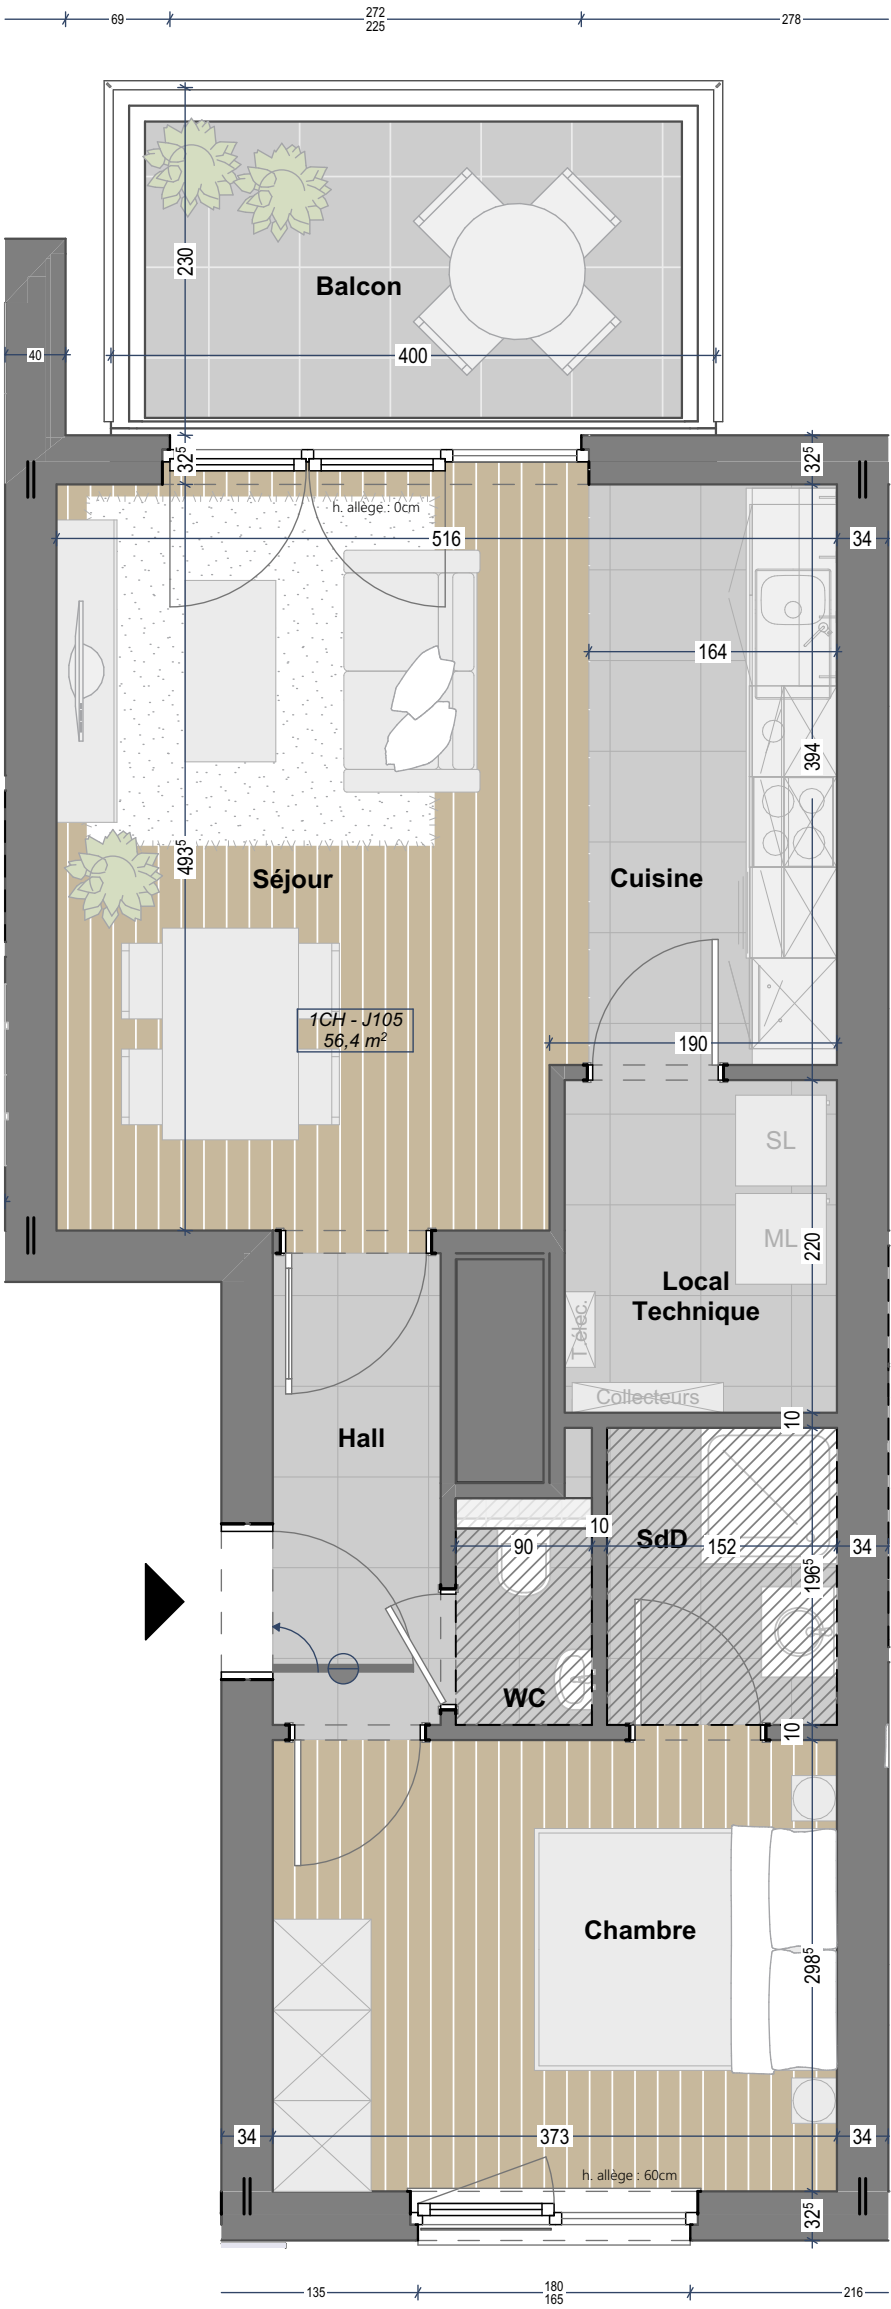 69
272
225
278
230
Balcon
40
400
32⁵
32⁵
h. allège : 0cm
516
34
164
394
493⁵
Séjour
Cuisine
1CH - J105
56,4 m²
190
SL
ML
220
Local
Technique
T.élec.
Collecteurs
10
Hall
10
SdD
90
152
34
196⁵
WC
10
Chambre
298⁵
34
373
34
h. allège : 60cm
32⁵
135
180
165
216